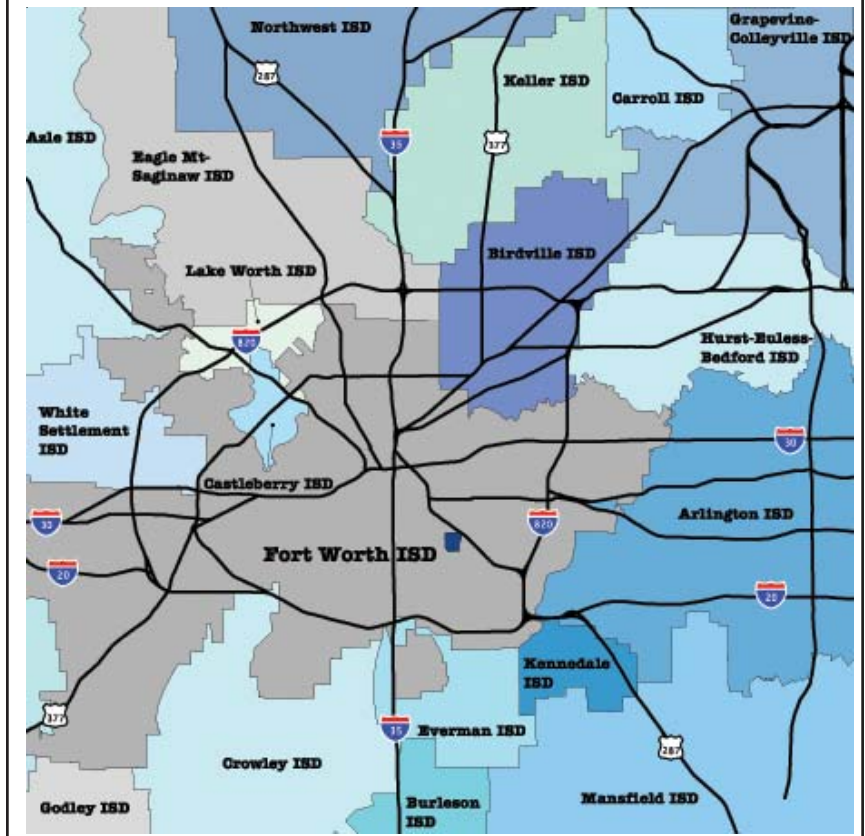 Northwest ISD
Grapevine-
Colleyville ISD
287
Keller ISD
Carroll ISD
Azle ISD
35
377
Eagle Mt-
Saginaw ISD
Birdville ISD
Lake Worth ISD
820
Hurst-Euless-
Bedford ISD
White
Settlement
ISD
30
Castleberry ISD
30
820
Arlington ISD
Fort Worth ISD
20
20
Kennedale
ISD
377
35
Everman ISD
287
Crowley ISD
Godley ISD
Burleson
ISD
Mansfield ISD